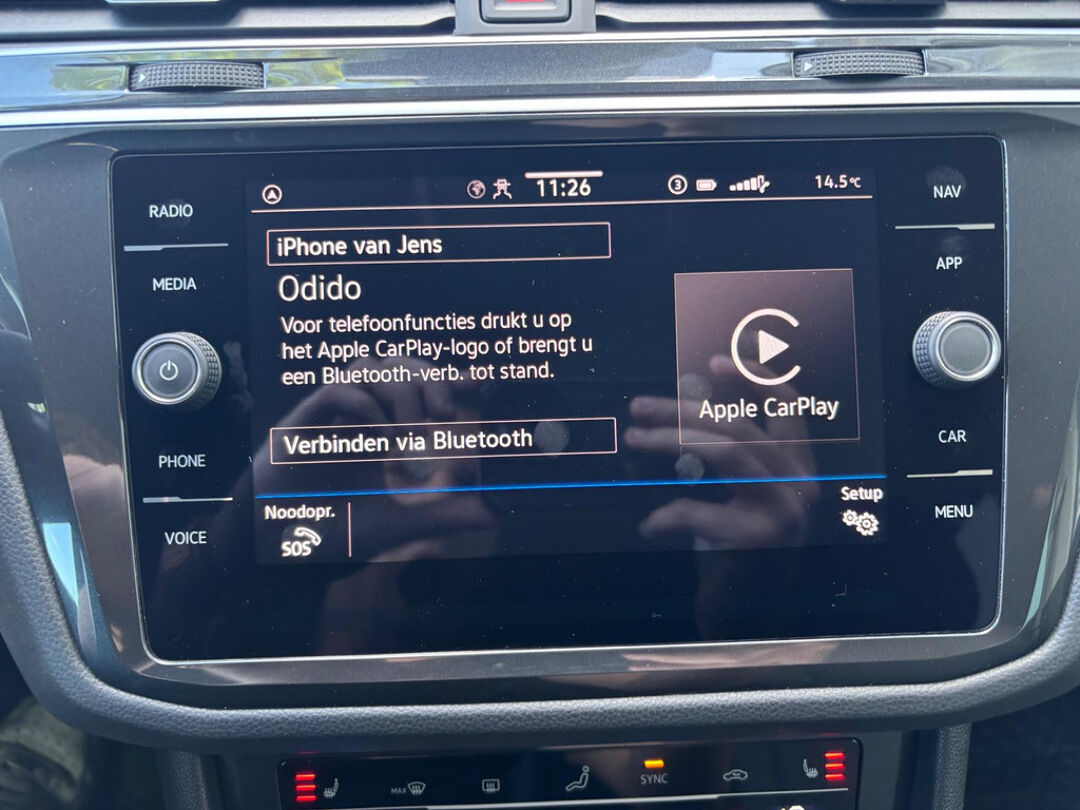 RADIO
MEDIA
PHONE
VOICE
11:26
3
14.5°C
iPhone van Jens
Odido
Voor telefoonfuncties drukt u op
het Apple CarPlay-logo of brengt u
een Bluetooth-verb. tot stand.
Verbinden via Bluetooth
Apple CarPlay
Noodopr.
SOS
Setup
NAV
APP
CAR
MENU
MAX
SYNC